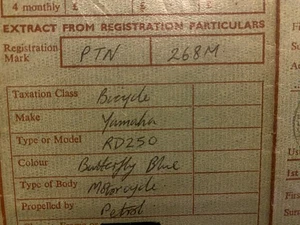 4 monthly £ £ £
EXTRACT FROM REGISTRATION PARTICULARS
Registration Mark PTN 268M
Taxation Class Bicycle
Make Yamaha
Type or Model RD250
Colour Butterfly Blue
Type of Body Motorcycle
Propelled by Petrol